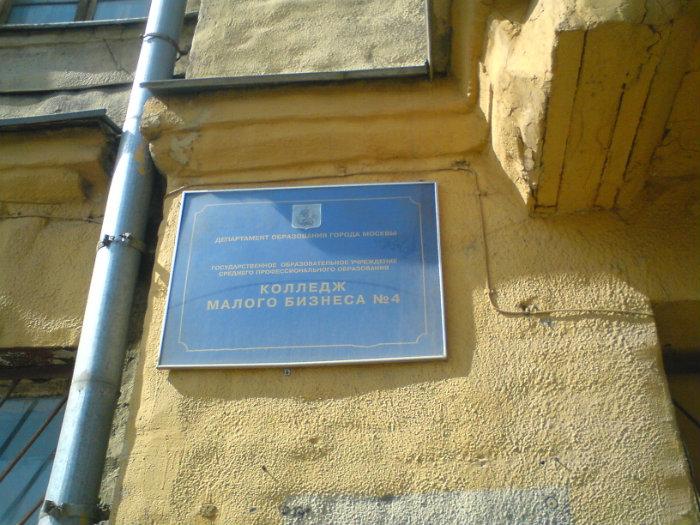 ДЕПАРТАМЕНТ ОБРАЗОВАНИЯ ГОРОДА МОСКВЫ
ГОСУДАРСТВЕННОЕ ОБРАЗОВАТЕЛЬНОЕ УЧРЕЖДЕНИЕ
СРЕДНЕГО ПРОФЕССИОНАЛЬНОГО ОБРАЗОВАНИЯ
КОЛЛЕДЖ
МАЛОГО БИЗНЕСА №4